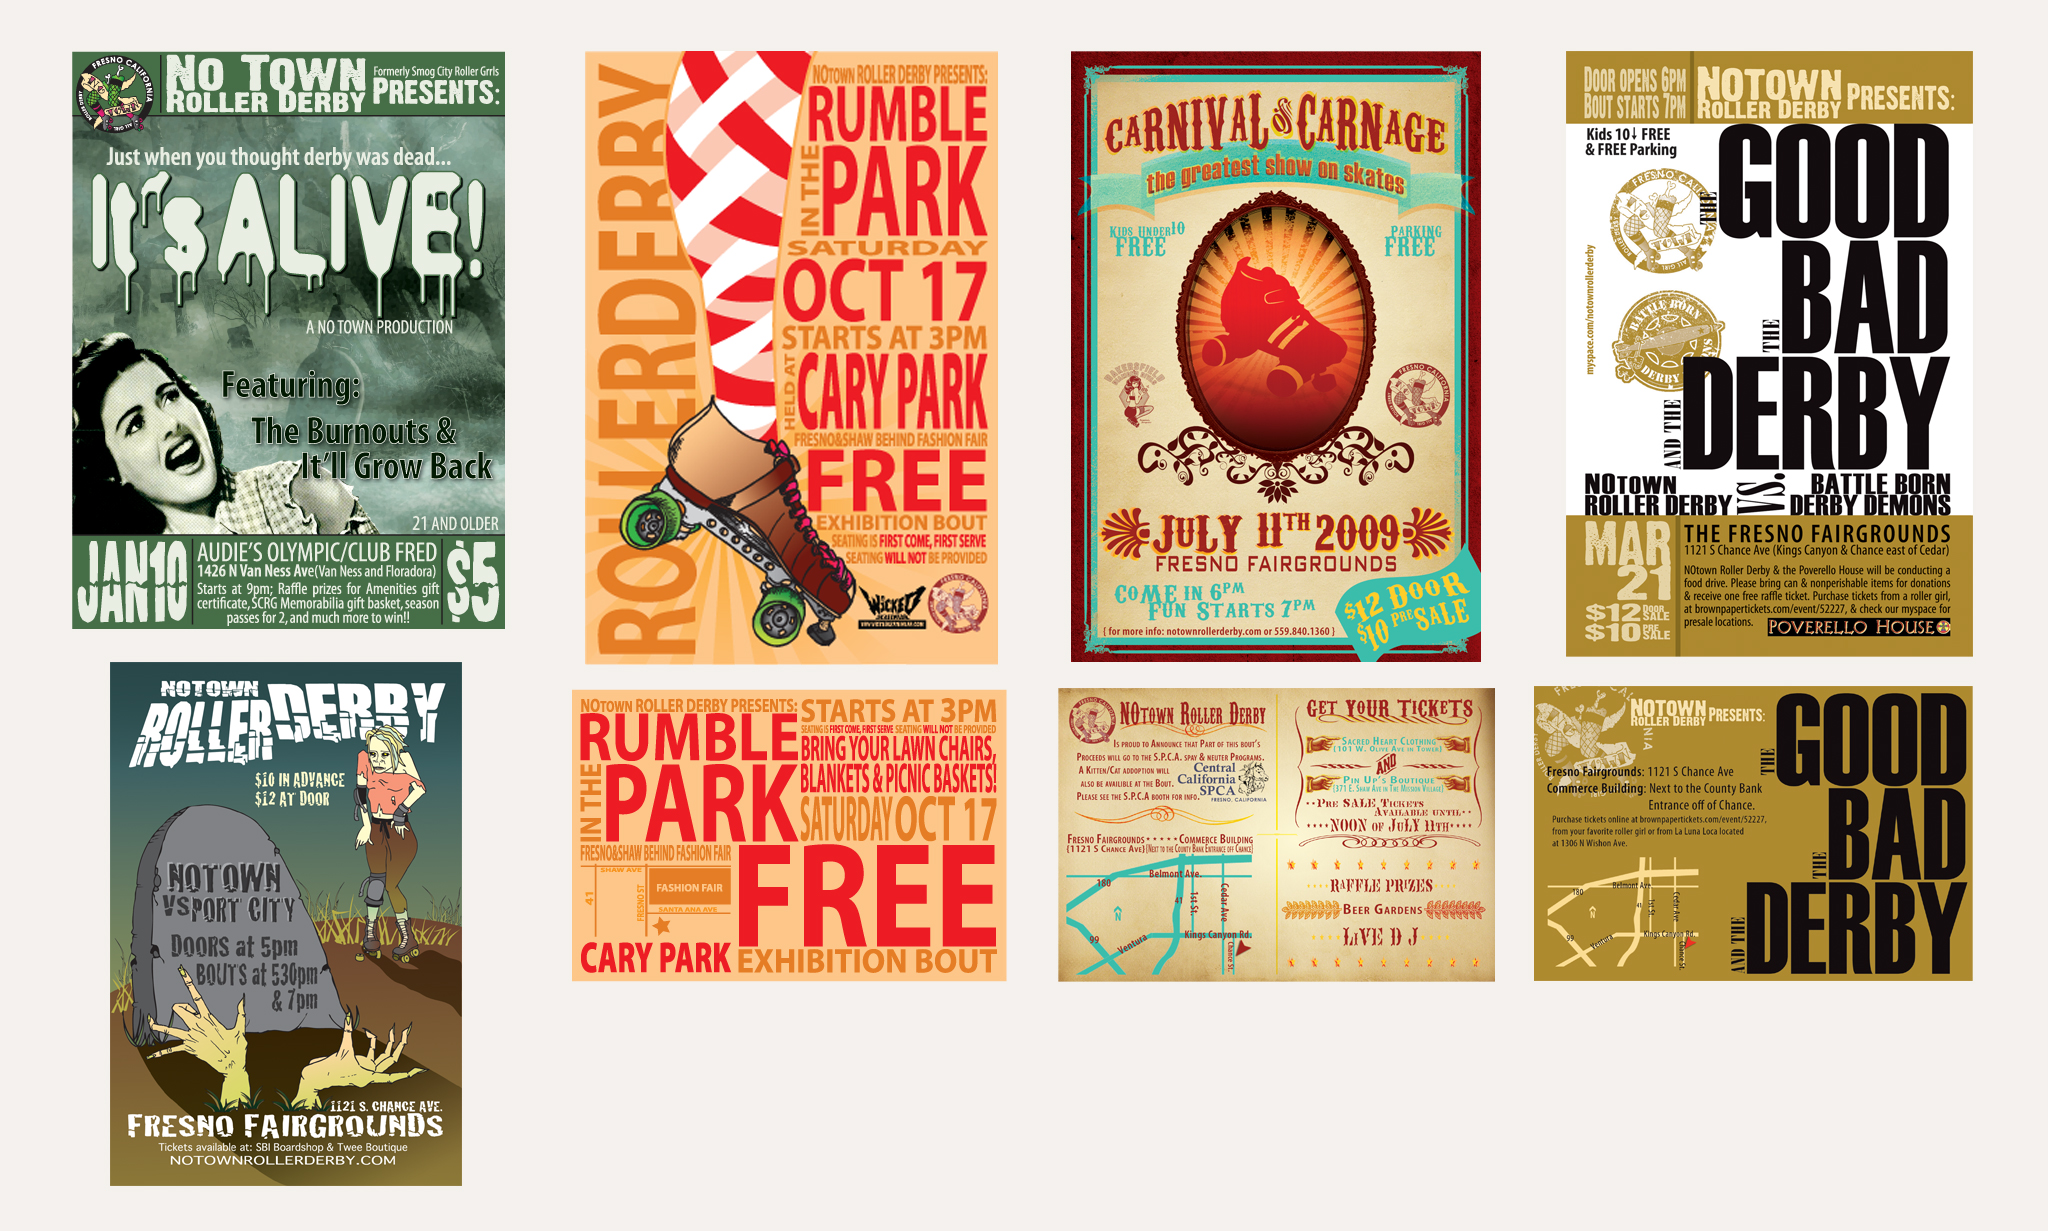 FRESNO CALIFORNIA
NO TOWN
ROLLER DERBY
Formerly Smog City Roller Grrls
PRESENTS:
Just when you thought derby was dead...
It's ALIVE!
A NO TOWN PRODUCTION
Featuring:
The Burnouts &
It'll Grow Back
21 AND OLDER
JAN10
AUDIE'S OLYMPIC/CLUB FRED
1426 N Van Ness Ave(Van Ness and Floradora)
Starts at 9pm; Raffle prizes for Amenities gift
certificate, SCRG Memorabilia gift basket, season
passes for 2, and much more to win!!
$5
ROLLERDERBY
NOTOWN ROLLER DERBY PRESENTS:
RUMBLE
IN THE
PARK
SATURDAY
OCT 17
STARTS AT 3PM
HELD AT
CARY PARK
FRESNO&SHAW BEHIND FASHION FAIR
FREE
EXHIBITION BOUT
SEATING IS FIRST COME, FIRST SERVE
SEATING WILL NOT BE PROVIDED
WICKED
CARNIVAL OF CARNAGE
the greatest show on skates
KIDS UNDER 10
FREE
PARKING
FREE
BAKERSFIELD
FRESNO CALIFORNIA
JULY 11TH 2009
FRESNO FAIRGROUNDS
COME IN 6PM
FUN STARTS 7PM
$12 DOOR
$10 PRE SALE
{ for more info: notownrollerderby.com or 559.840.1360 }
DOOR OPENS 6PM
BOUT STARTS 7PM
NOTOWN
ROLLER DERBY
PRESENTS:
Kids 10↓ FREE
& FREE Parking
THE
GOOD
THE
BAD
AND THE
DERBY
FRESNO CALI
BATTLE BORN
DERBY
myspace.com/notownrollerderby
NOTOWN
ROLLER DERBY
VS.
BATTLE BORN
DERBY DEMONS
MAR
21
$12 DOOR SALE
$10 PRE SALE
THE FRESNO FAIRGROUNDS
1121 S Chance Ave (Kings Canyon & Chance east of Cedar)
NOtown Roller Derby & the Poverello House will be conducting a
food drive. Please bring can & nonperishable items for donations
& receive one free raffle ticket. Purchase tickets from a roller girl,
at brownpapertickets.com/event/52227, & check our myspace for
presale locations.
POVERELLO HOUSE
NOTOWN
ROLLER DERBY
$10 IN ADVANCE
$12 AT DOOR
NOTOWN
VS PORT CITY
DOORS at 5pm
BOUTS at 530pm
& 7pm
1121 S. CHANCE AVE.
FRESNO FAIRGROUNDS
Tickets available at: SBI Boardshop & Twee Boutique
NOTOWNROLLERDERBY.COM
NOTOWN ROLLER DERBY PRESENTS:
RUMBLE
IN THE
PARK
FRESNO&SHAW BEHIND FASHION FAIR
SHAW AVE
41
FRESNO ST
FASHION FAIR
SANTA ANA AVE
CARY PARK
STARTS AT 3PM
SEATING IS FIRST COME, FIRST SERVE SEATING WILL NOT BE PROVIDED
BRING YOUR LAWN CHAIRS,
BLANKETS & PICNIC BASKETS!
SATURDAY OCT 17
FREE
EXHIBITION BOUT
NOTOWN ROLLER DERBY
IS PROUD TO ANNOUNCE THAT PART OF THIS BOUT'S
PROCEEDS WILL GO TO THE S.P.C.A. SPAY & NEUTER PROGRAMS.
A KITTEN/CAT ADDOPTION WILL
ALSO BE AVAIBLE AT THE BOUT.
PLEASE SEE THE S.P.C.A BOOTH FOR INFO.
Central
California
SPCA
FRESNO, CALIFORNIA
FRESNO FAIRGROUNDS ***** COMMERCE BUILDING
{1121 S CHANCE AVE} {NEXT TO THE COUNTY BANK ENTRANCE OFF CHANCE}
Belmont Ave.
180
41
1st St.
Cedar Ave
99
Ventura
Kings Canyon Rd.
Chance St.
N
GET YOUR TICKETS
SACRED HEART CLOTHING
{101 W. OLIVE AVE IN TOWER}
AND
PIN UP'S BOUTIQUE
{371 E. SHAW AVE IN THE MISSION VILLAGE}
PRE SALE TICKETS
AVAILABLE UNTIL
NOON OF JULY 11TH
RAFFLE PRIZES
BEER GARDENS
LIVE D J
NOTOWN
ROLLER DERBY
PRESENTS:
Fresno Fairgrounds: 1121 S Chance Ave
Commerce Building: Next to the County Bank
Entrance off of Chance.
Purchase tickets online at brownpapertickets.com/event/52227,
from your favorite roller girl or from La Luna Loca located
at 1306 N Wishon Ave.
Belmont Ave.
180
41
1st St.
Cedar Ave
99
Ventura
Kings Canyon Rd.
Chance St.
N
THE
GOOD
THE
BAD
AND THE
DERBY